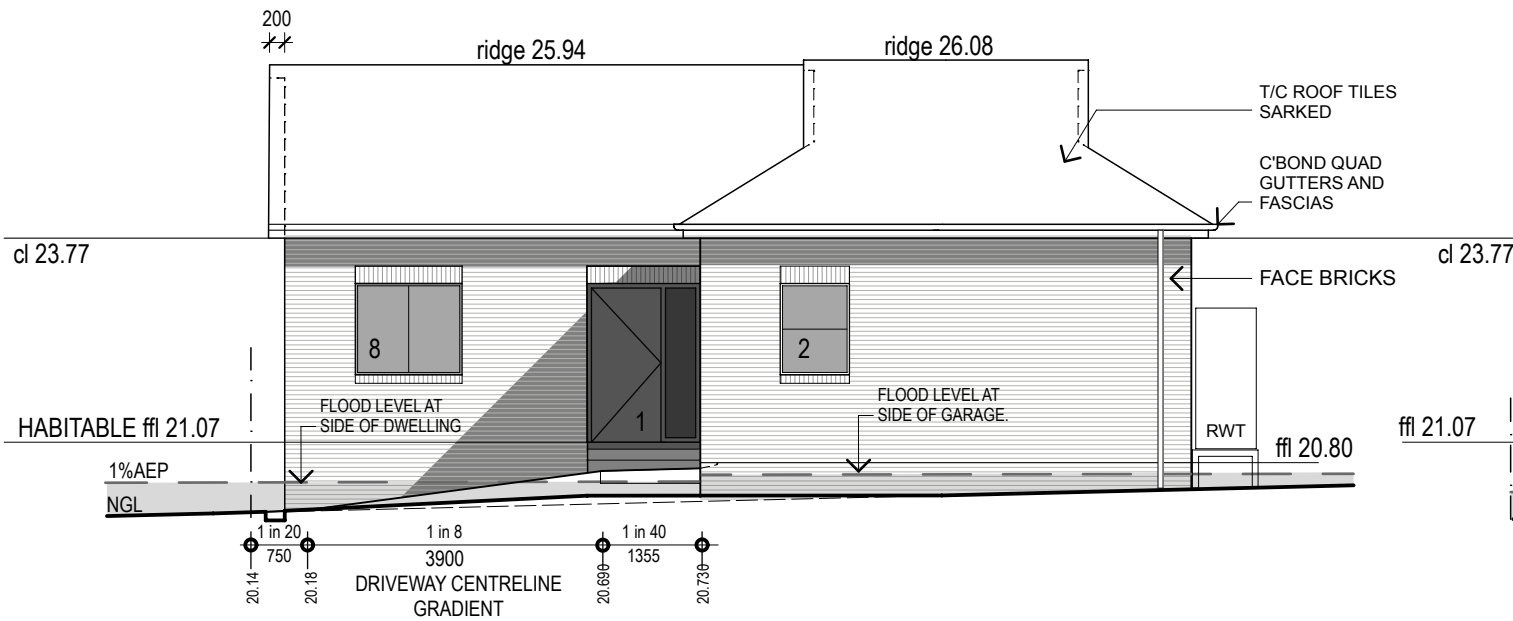 200
ridge 25.94
ridge 26.08
T/C ROOF TILES
SARKED
C'BOND QUAD
GUTTERS AND
FASCIAS
cl 23.77
cl 23.77
FACE BRICKS
8
2
1
FLOOD LEVEL AT
SIDE OF DWELLING
FLOOD LEVEL AT
SIDE OF GARAGE.
HABITABLE ffl 21.07
RWT
ffl 20.80
ffl 21.07
1%AEP
NGL
1 in 20
750
1 in 8
3900
1 in 40
1355
20.14
20.18
20.690
20.730
DRIVEWAY CENTRELINE
GRADIENT